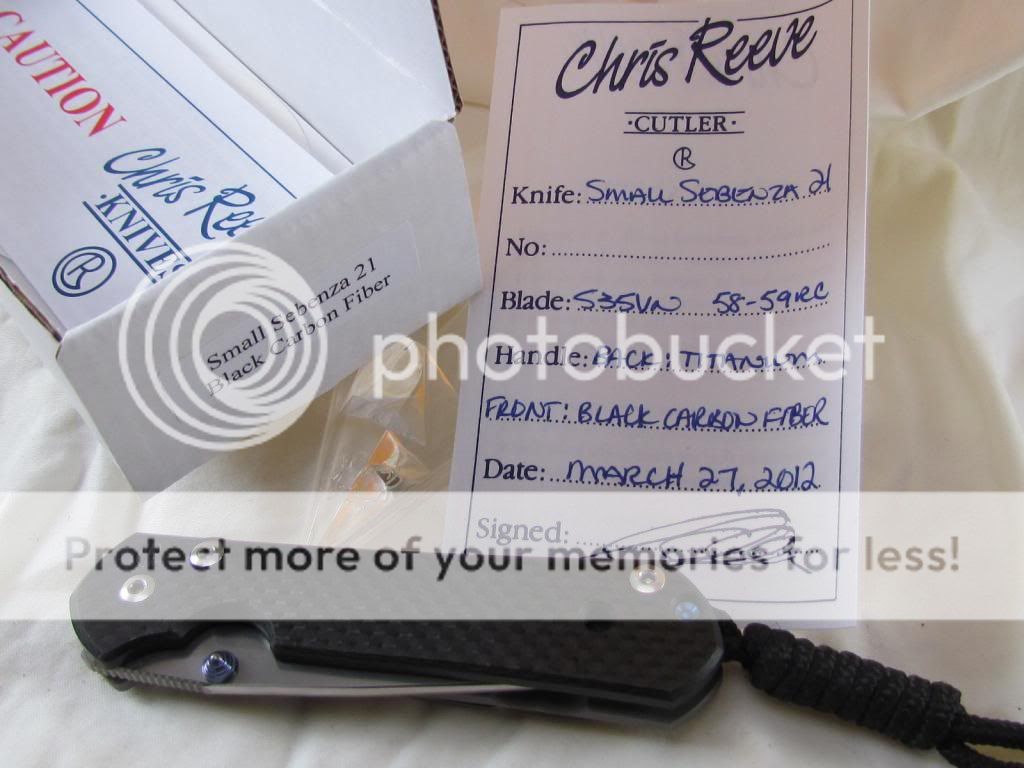 CAUTION
Chris Ree
·KNIVES
®
Small Sebenza 21
Black Carbon Fiber
Chris Reeve
·CUTLER·
®
Knife: SMALL SEBENZA 21
No:
Blade: S35VN 58-59RC
Handle: BACK: TITANIUM
FRONT: BLACK CARBON FIBER
Date: MARCH 27, 2012
Signed:
photobucket
Protect more of your memories for less!